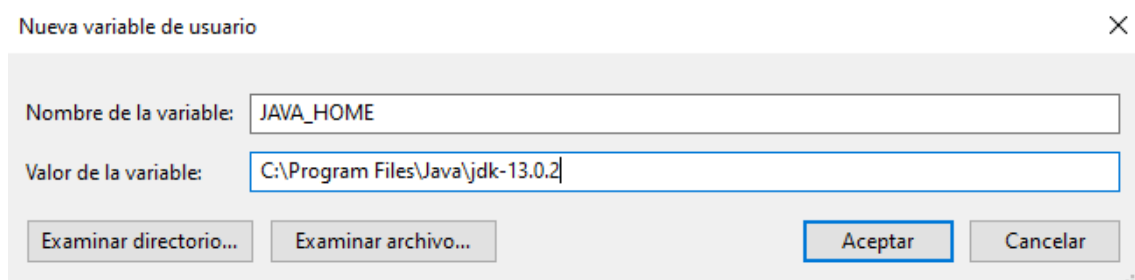 Nueva variable de usuario
Nombre de la variable: JAVA_HOME
Valor de la variable: C:\Program Files\Java\jdk-13.0.2
Examinar directorio... Examinar archivo... Aceptar Cancelar